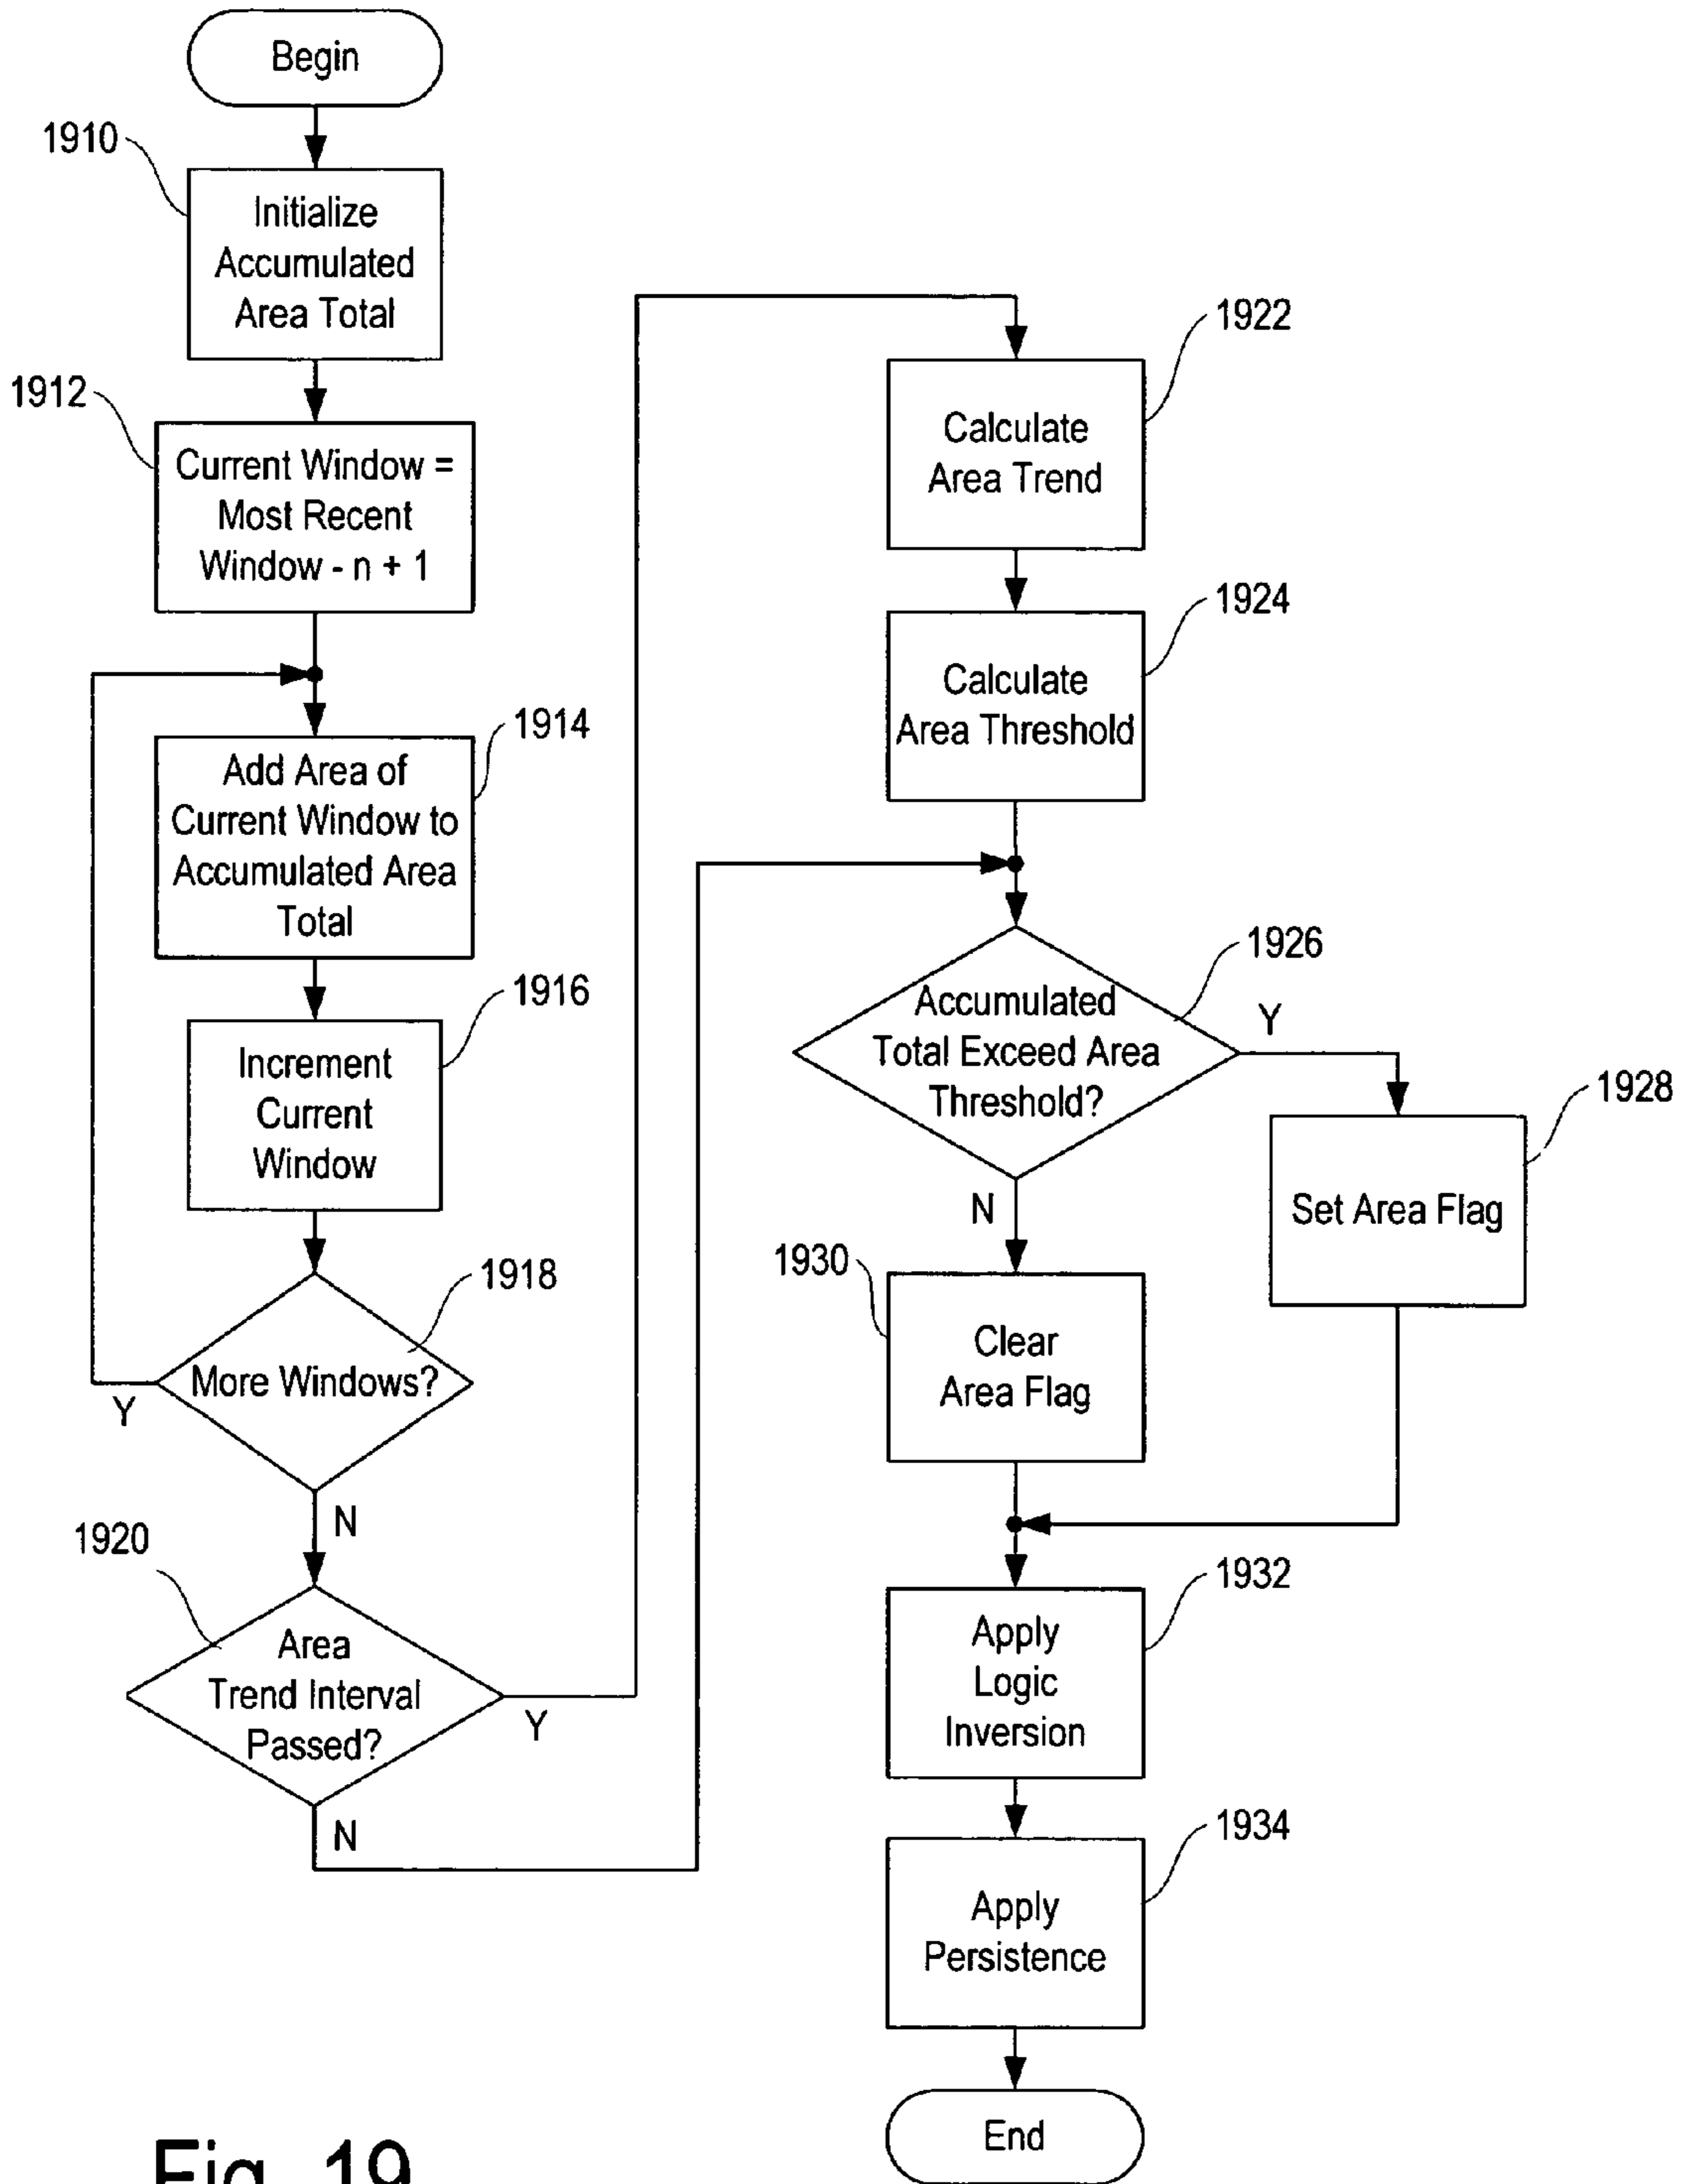 Begin
1910
Initialize
Accumulated
Area Total
1912
Current Window =
Most Recent
Window - n + 1
1914
Add Area of
Current Window to
Accumulated Area
Total
1916
Increment
Current
Window
1918
More Windows?
Y
N
1920
Area
Trend Interval
Passed?
Y
N
1922
Calculate
Area Trend
1924
Calculate
Area Threshold
1926
Accumulated
Total Exceed Area
Threshold?
Y
N
1928
Set Area Flag
1930
Clear
Area Flag
1932
Apply
Logic
Inversion
1934
Apply
Persistence
End
Fig. 19